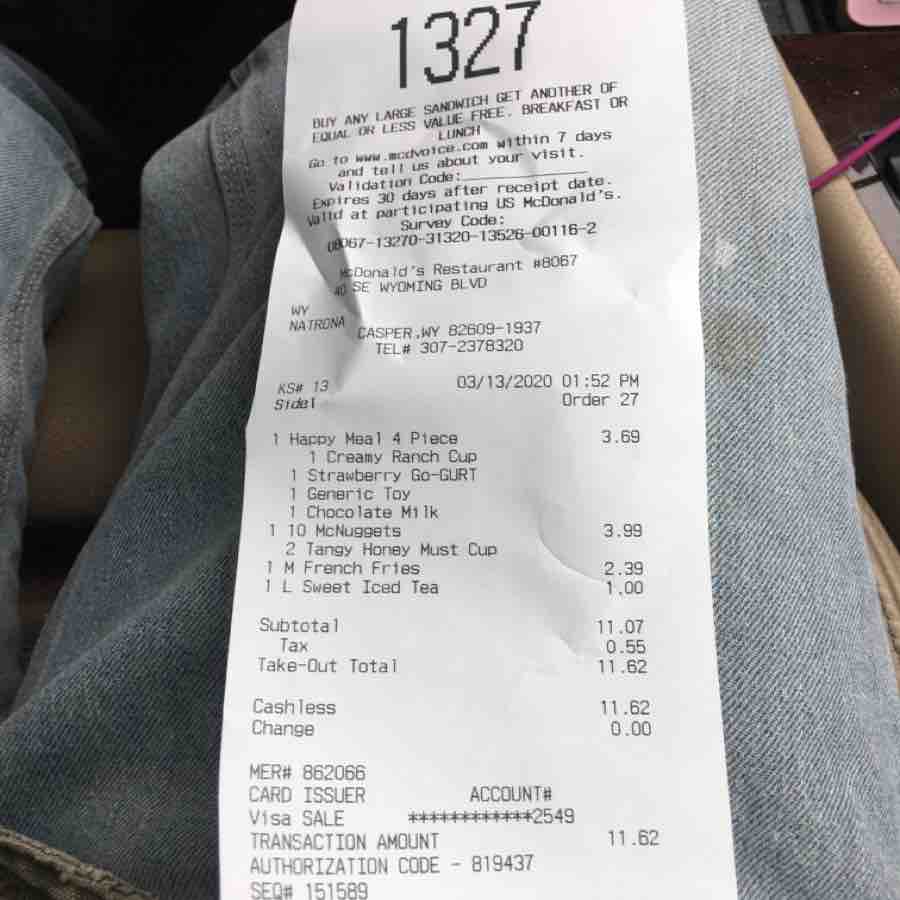 1327
BUY ANY LARGE SANDWICH GET ANOTHER OF
EQUAL OR LESS VALUE FREE. BREAKFAST OR
LUNCH
Go to www.mcdvoice.com within 7 days
and tell us about your visit.
Validation Code:
Expires 30 days after receipt date.
Valid at participating US McDonald's.
Survey Code:
08067-13270-31320-13526-00116-2
McDonald's Restaurant #8067
40 SE WYOMING BLVD
WY
NATRONA
CASPER,WY 82609-1937
TEL# 307-2378320
KS# 13 03/13/2020 01:52 PM
Side1 Order 27
1 Happy Meal 4 Piece 3.69
1 Creamy Ranch Cup
1 Strawberry Go-GURT
1 Generic Toy
1 Chocolate Milk
1 10 McNuggets 3.99
2 Tangy Honey Must Cup
1 M French Fries 2.39
1 L Sweet Iced Tea 1.00
Subtotal 11.07
Tax 0.55
Take-Out Total 11.62
Cashless 11.62
Change 0.00
MER# 862066
CARD ISSUER ACCOUNT#
Visa SALE ************2549
TRANSACTION AMOUNT 11.62
AUTHORIZATION CODE - 819437
SEQ# 151589